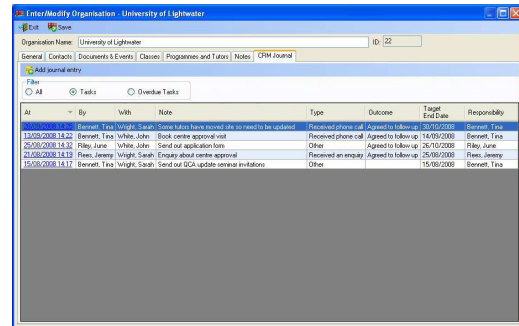 Enter/Modify Organisation - University of Lightwater
Exit Save
Organisation Name: University of Lightwater ID: 22
General Contacts Documents & Events Classes Programmes and Tutors Notes CRM Journal
Add journal entry
Filter
All Tasks Overdue Tasks
At By With Note Type Outcome Target End Date Responsibility
Bennett, Tina Wright, Sarah Some tutors have moved site so need to be updated Received phone call Agreed to follow up 30/10/2008 Bennett, Tina
13/09/2008 14:22 Bennett, Tina White, John Book centre approval visit Received phone call Agreed to follow up 14/09/2008 Bennett, Tina
25/08/2008 14:32 Riley, June White, John Send out application form Other Agreed to follow up 26/10/2008 Riley, June
21/08/2008 14:19 Rees, Jeremy Wright, Sarah Enquiry about centre approval Received an enquiry Agreed to follow up 25/08/2008 Rees, Jeremy
15/08/2008 14:17 Bennett, Tina Wright, Sarah Send out QCA update seminar invitations Other 15/08/2008 Bennett, Tina